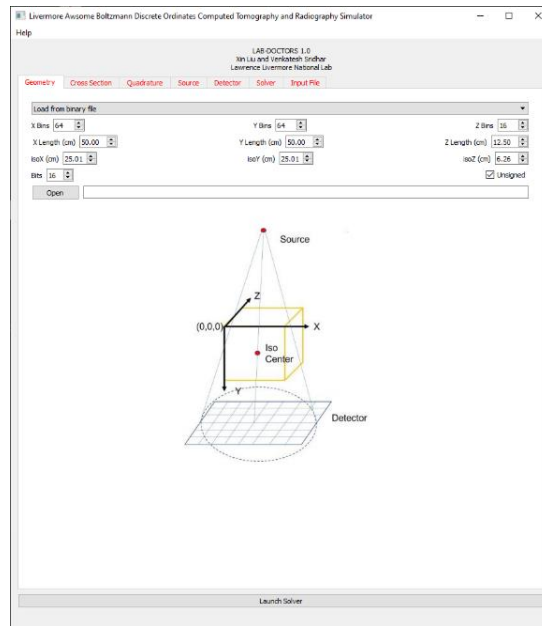 Livermore Awsome Boltzmann Discrete Ordinates Computed Tomography and Radiography Simulator
Help
LAB-DOCTORS 1.0
Xin Liu and Venkatesh Sridhar
Lawrence Livermore National Lab
Geometry Cross Section Quadrature Source Detector Solver Input File
Load from binary file
X Bins 64 Y Bins 64 Z Bins 16
X Length (cm) 50.00 Y Length (cm) 50.00 Z Length (cm) 12.50
IsoX (cm) 25.01 IsoY (cm) 25.01 IsoZ (cm) 6.26
Bits 16 Unsigned
Open
Source
Z
(0,0,0) X
Iso
Center
Y
Detector
Launch Solver